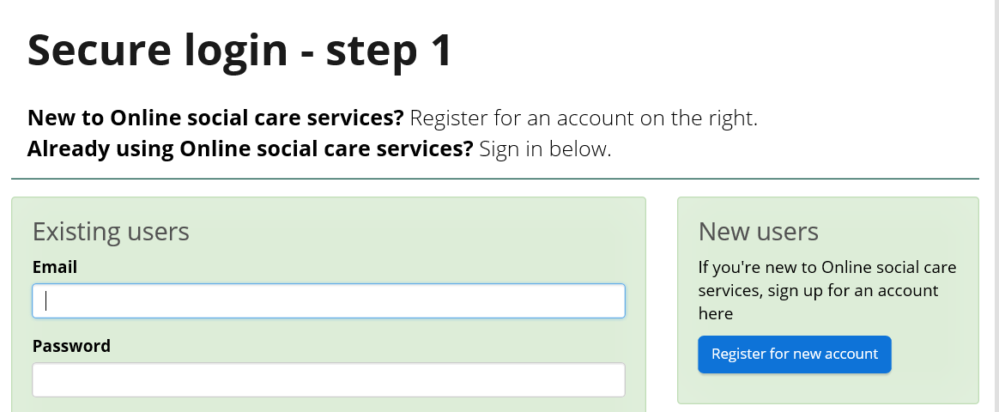 Secure login - step 1
New to Online social care services? Register for an account on the right.
Already using Online social care services? Sign in below.
Existing users
Email
Password
New users
If you're new to Online social care
services, sign up for an account
here
Register for new account